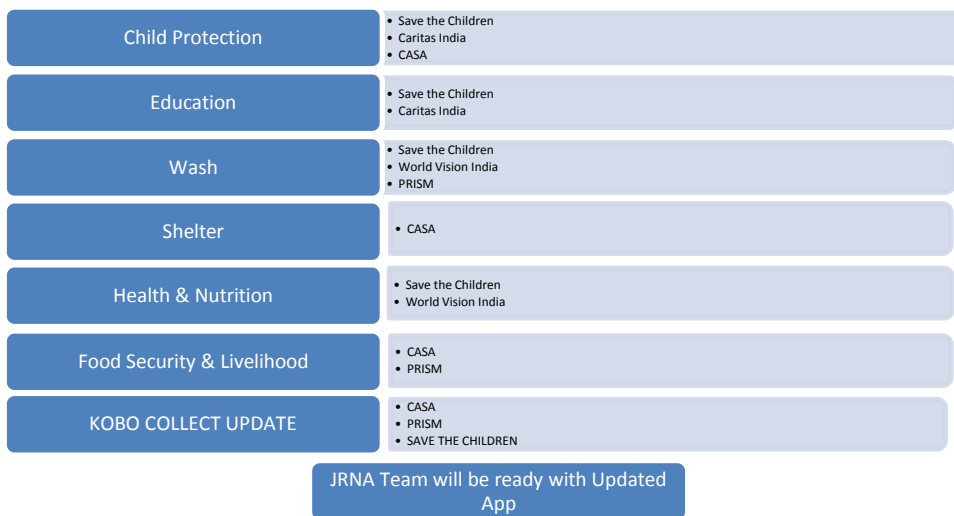 Child Protection
• Save the Children
• Caritas India
• CASA
Education
• Save the Children
• Caritas India
Wash
• Save the Children
• World Vision India
• PRISM
Shelter
• CASA
Health & Nutrition
• Save the Children
• World Vision India
Food Security & Livelihood
• CASA
• PRISM
KOBO COLLECT UPDATE
• CASA
• PRISM
• SAVE THE CHILDREN
JRNA Team will be ready with Updated
App